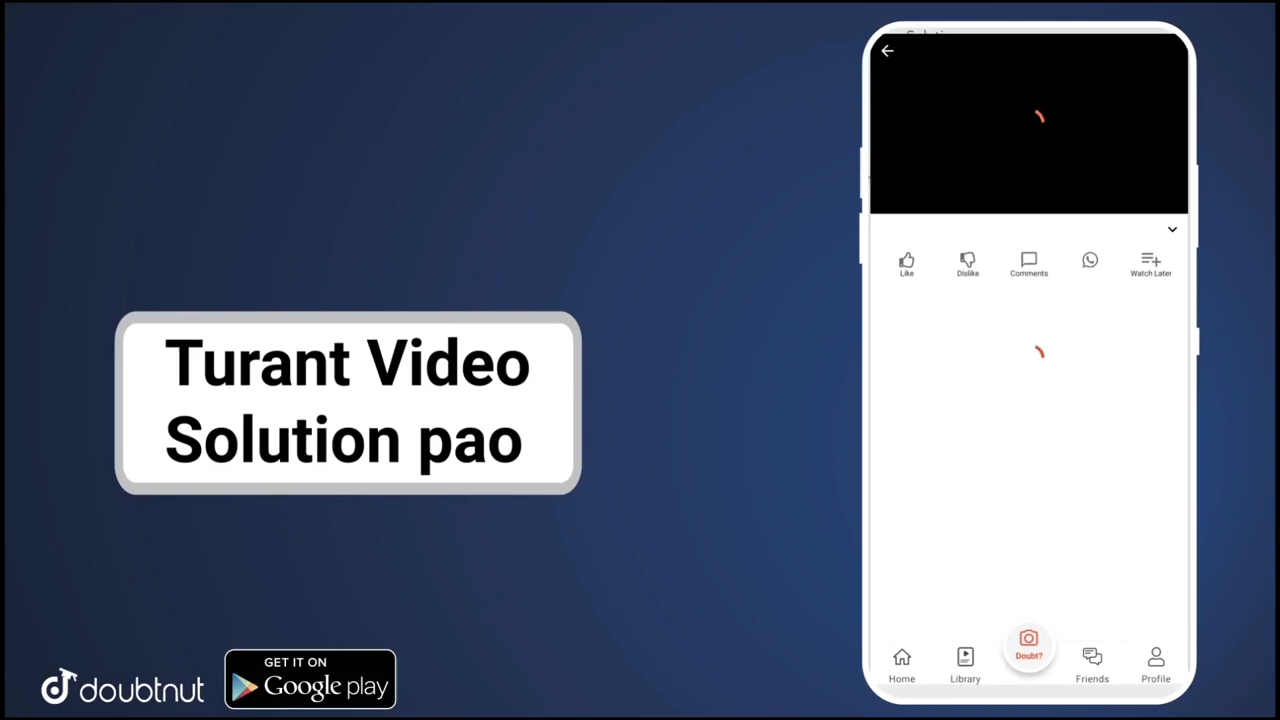 Turant Video
Solution pao
Like
Dislike
Comments
Watch Later
Doubt?
Home
Library
Friends
Profile
doubtnut
GET IT ON
Google play